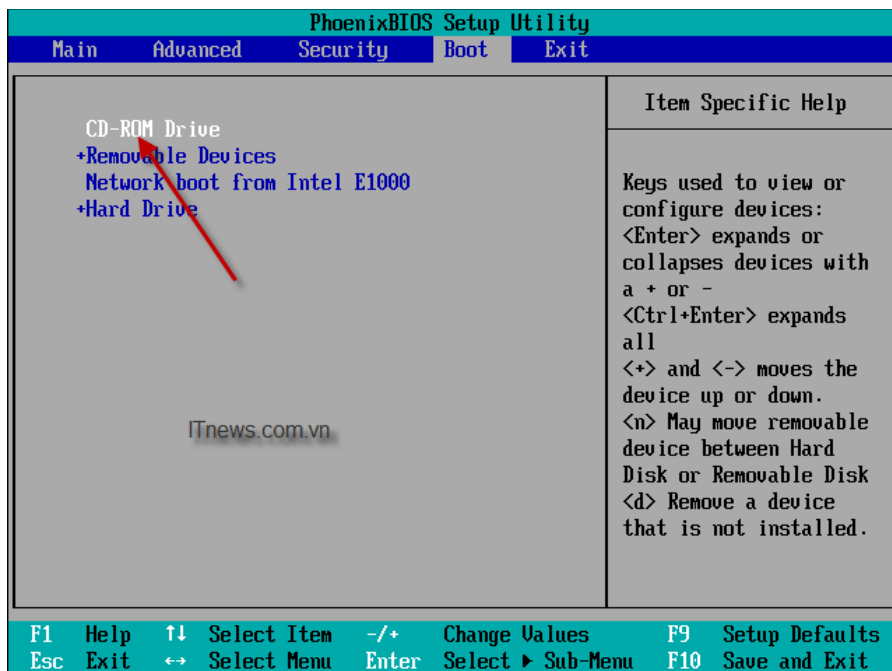 PhoenixBIOS Setup Utility
Main Advanced Security Boot Exit
CD-ROM Drive
+Removable Devices
Network boot from Intel E1000
+Hard Drive
ITnews.com.vn
Item Specific Help
Keys used to view or
configure devices:
<Enter> expands or
collapses devices with
a + or -
<Ctrl+Enter> expands
all
<+> and <-> moves the
device up or down.
<n> May move removable
device between Hard
Disk or Removable Disk
<d> Remove a device
that is not installed.
F1 Help ↑↓ Select Item -/+ Change Values F9 Setup Defaults
Esc Exit ↔ Select Menu Enter Select ▶ Sub-Menu F10 Save and Exit